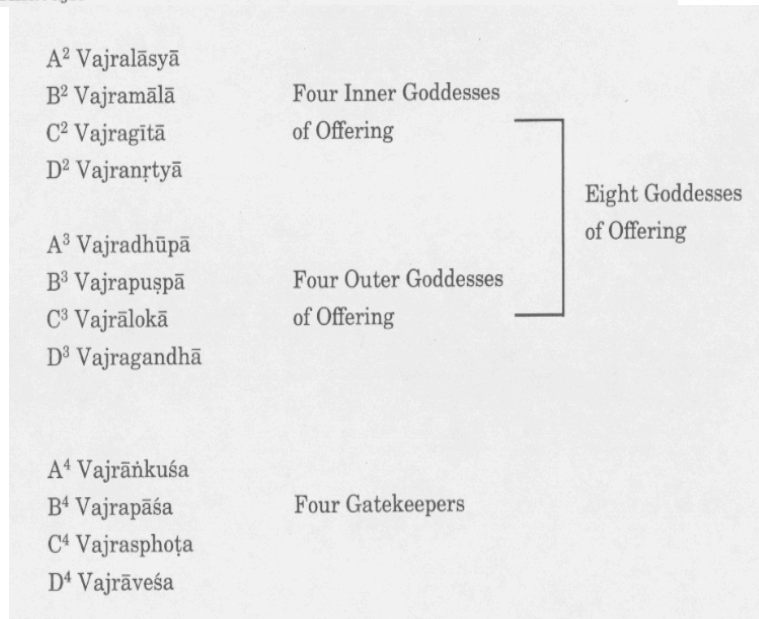 A² Vajralāsyā
B² Vajramālā
C² Vajragītā
D² Vajranṛtyā
Four Inner Goddesses
of Offering
A³ Vajradhūpā
B³ Vajrapuṣpā
C³ Vajrālokā
D³ Vajragandhā
Four Outer Goddesses
of Offering
Eight Goddesses
of Offering
A⁴ Vajrāṅkuśa
B⁴ Vajrapāśa
C⁴ Vajrasphoṭa
D⁴ Vajrāveśa
Four Gatekeepers